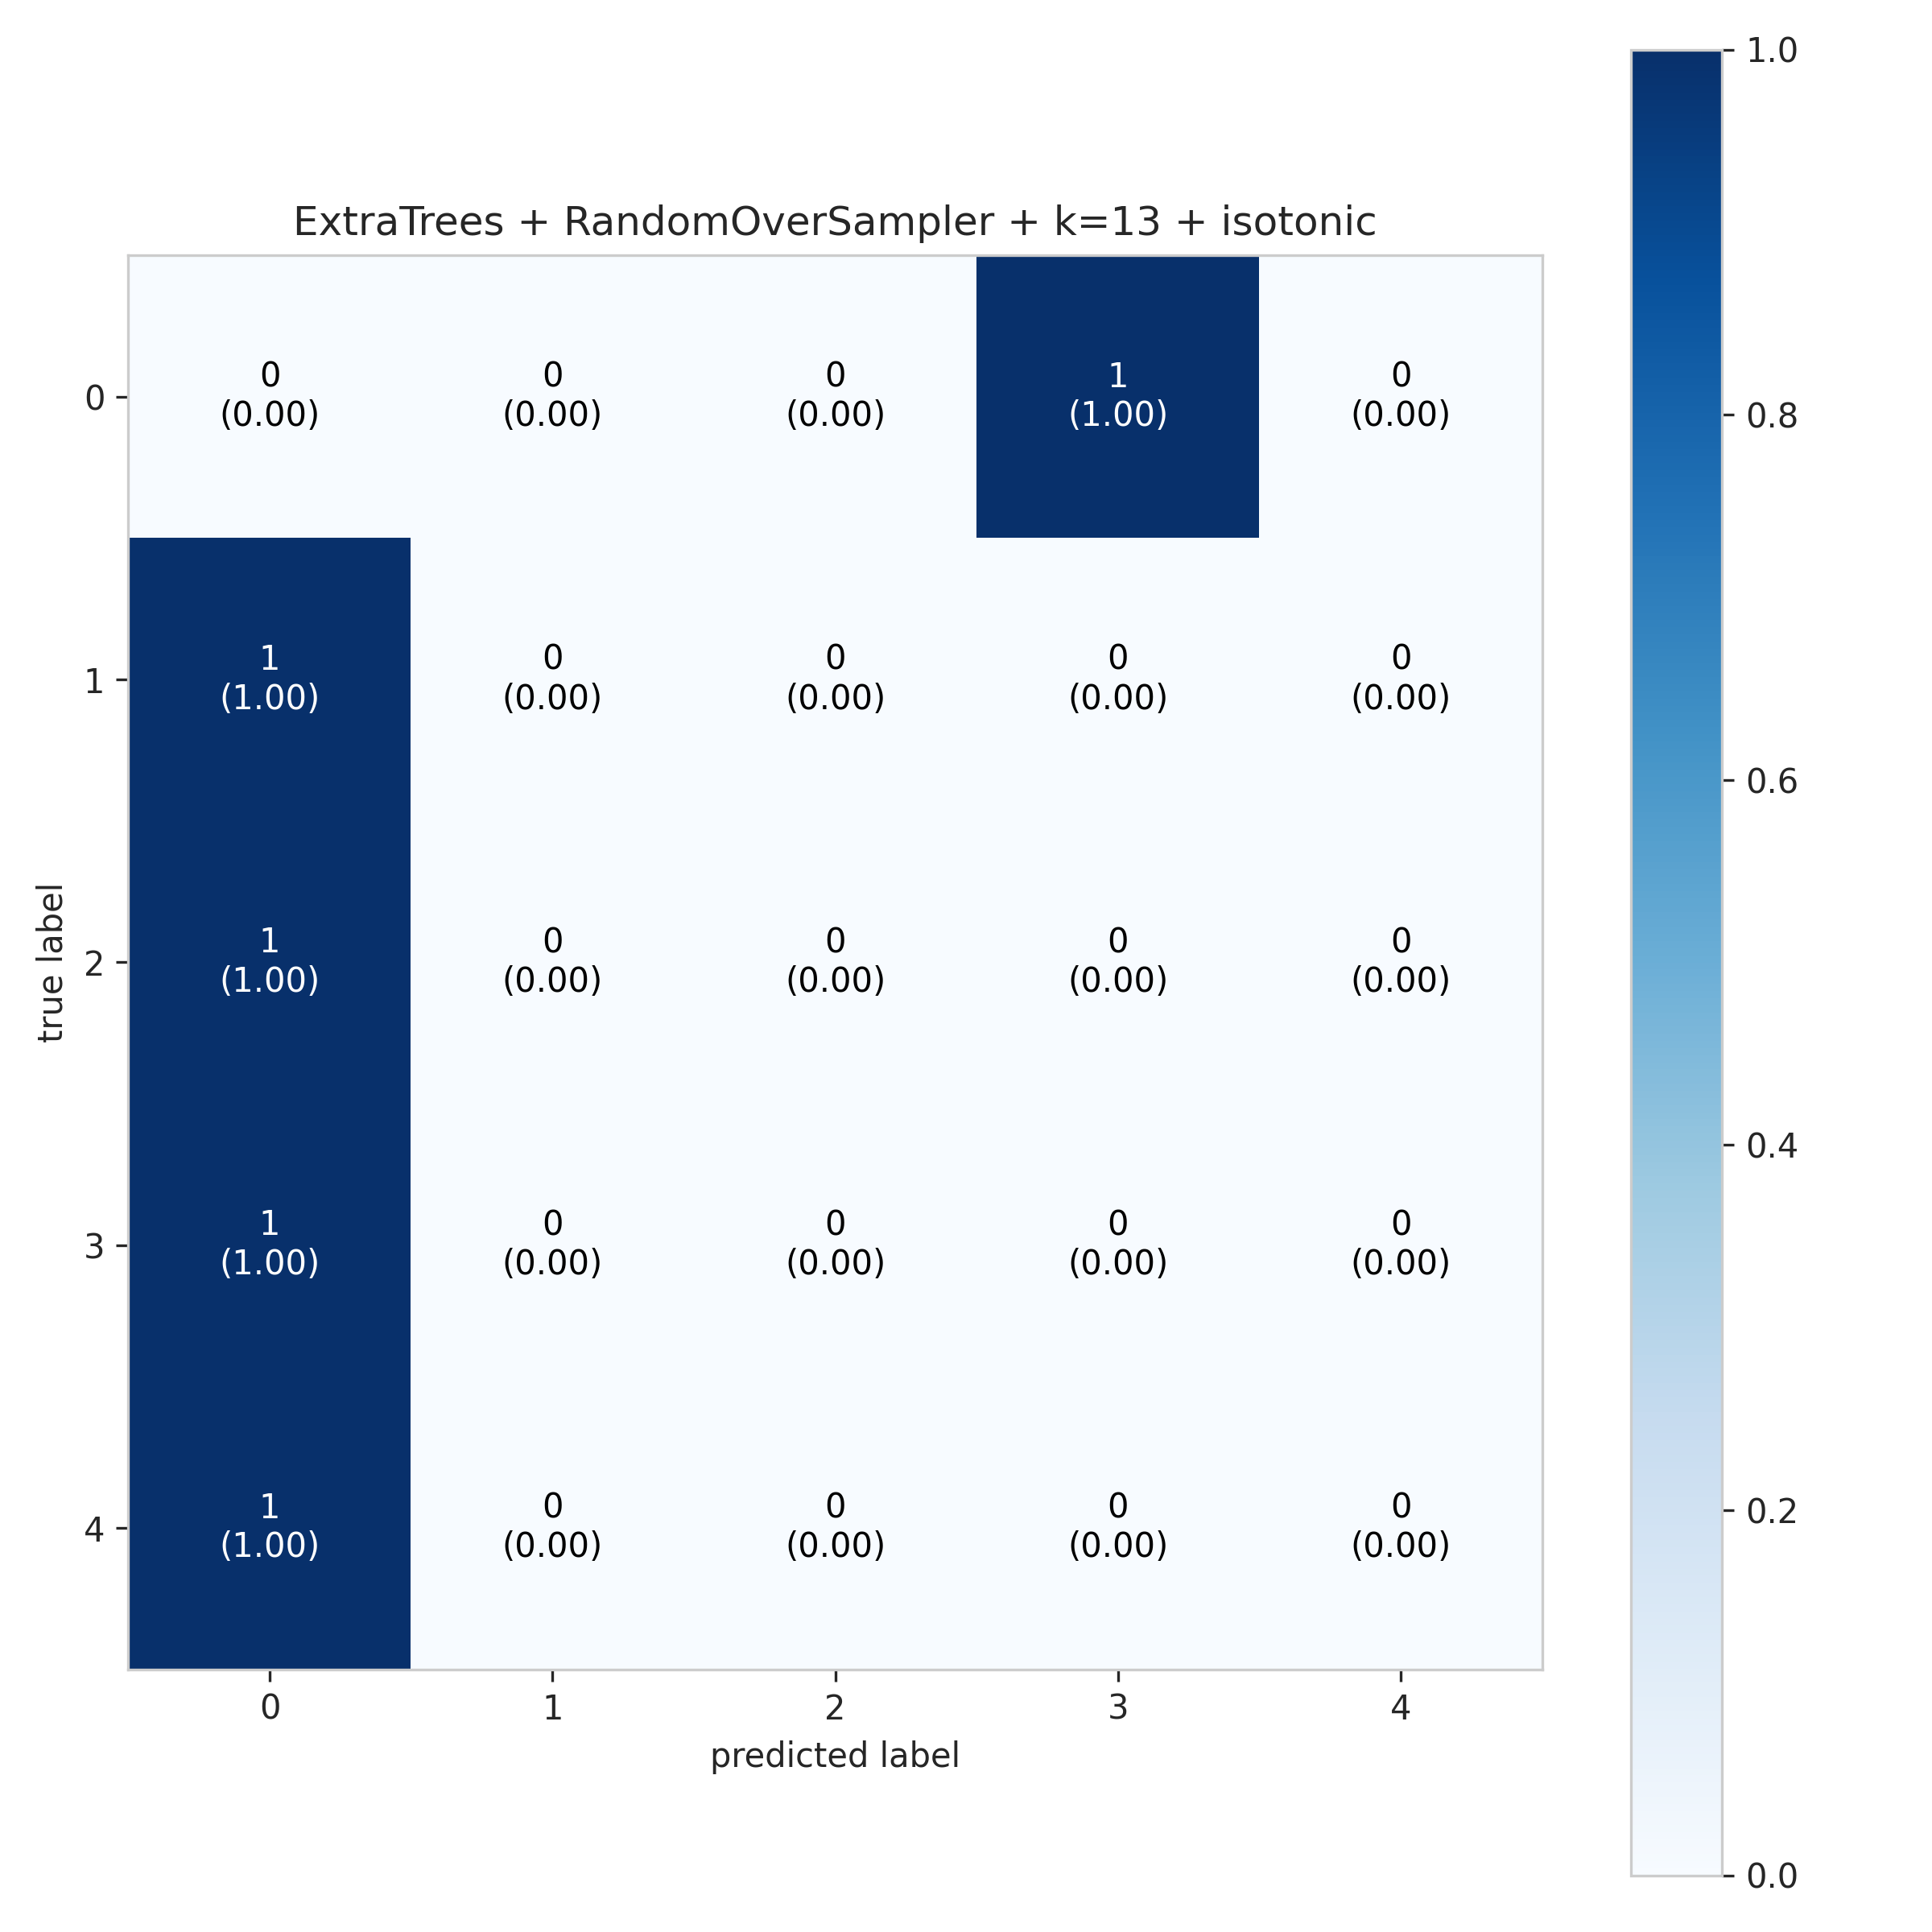 ExtraTrees + RandomOverSampler + k=13 + isotonic
true label
0
0 0 0 1 0
(0.00) (0.00) (0.00) (1.00) (0.00)
1
1 0 0 0 0
(1.00) (0.00) (0.00) (0.00) (0.00)
2
1 0 0 0 0
(1.00) (0.00) (0.00) (0.00) (0.00)
3
1 0 0 0 0
(1.00) (0.00) (0.00) (0.00) (0.00)
4
1 0 0 0 0
(1.00) (0.00) (0.00) (0.00) (0.00)
0 1 2 3 4
predicted label
1.0
0.8
0.6
0.4
0.2
0.0